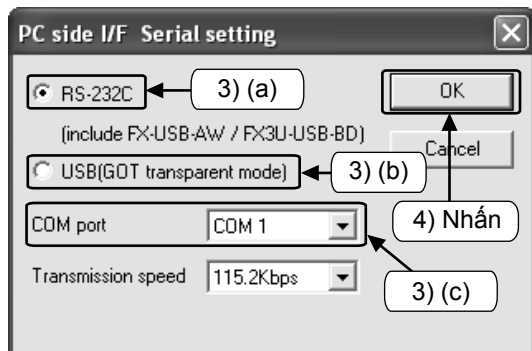 PC side I/F  Serial setting
RS-232C
3) (a)
OK
(include FX-USB-AW / FX3U-USB-BD)
Cancel
USB(GOT transparent mode)
3) (b)
COM port
COM 1
4) Nhấn
Transmission speed
115.2Kbps
3) (c)